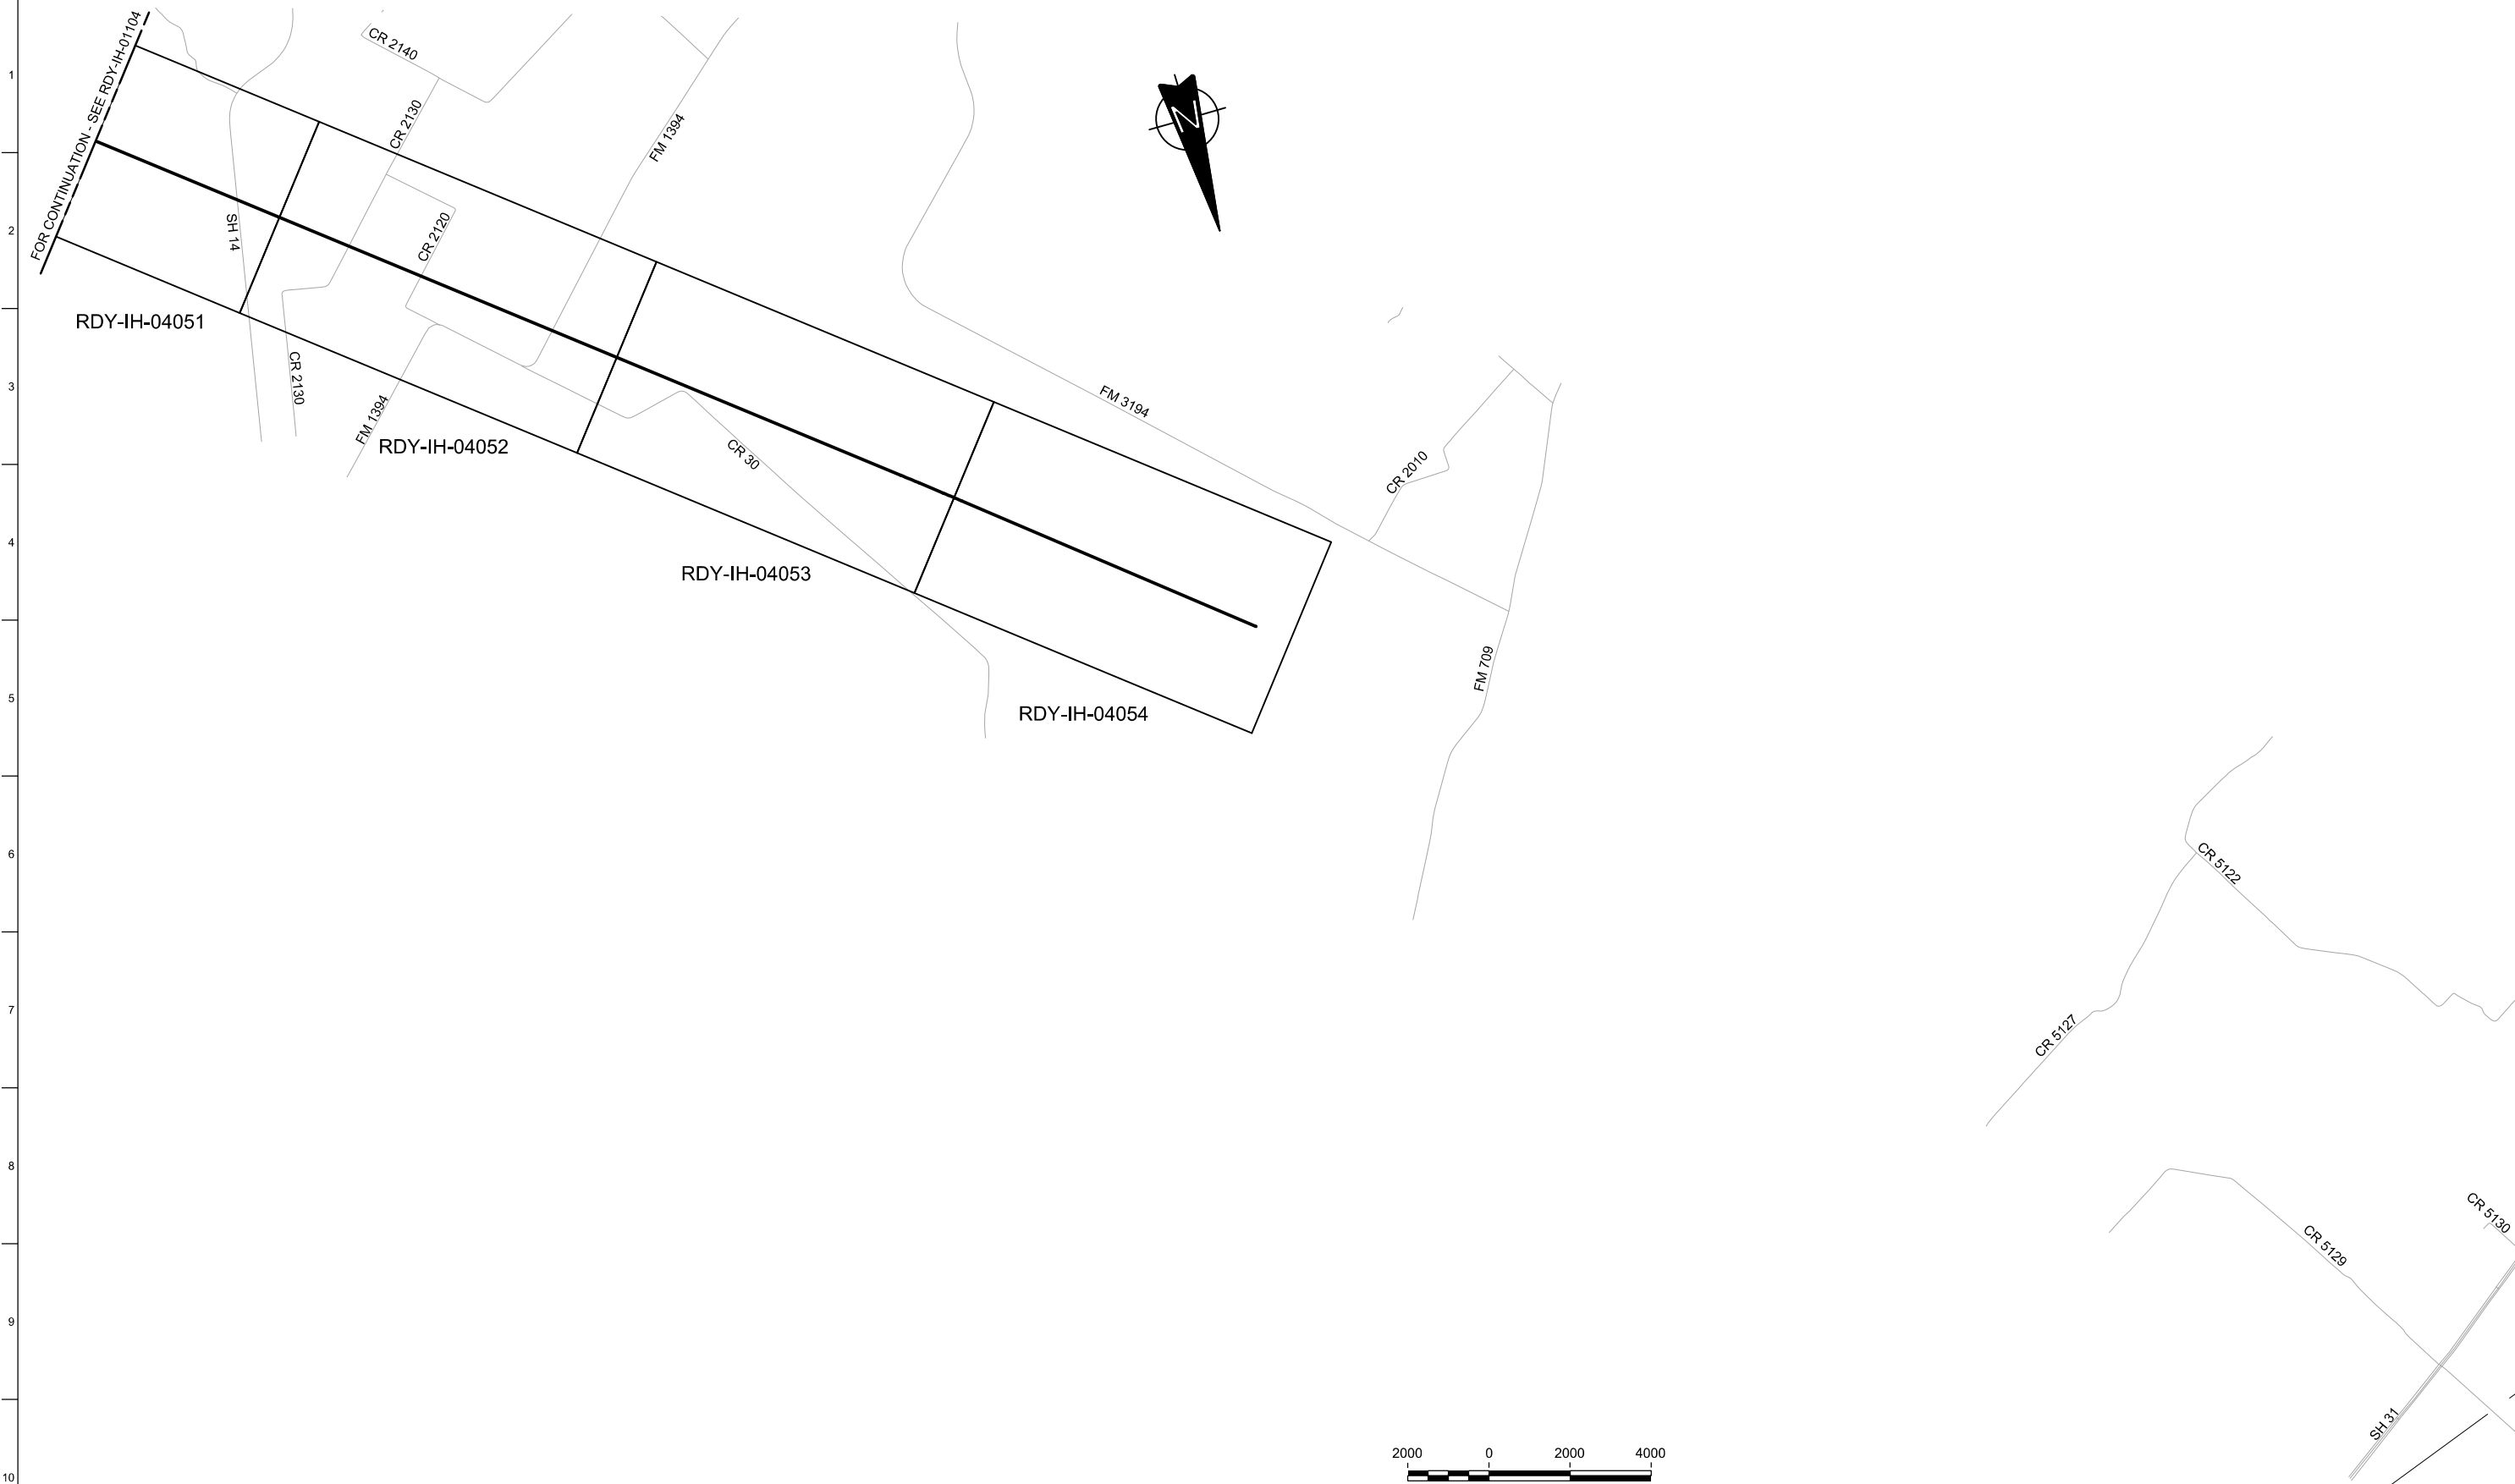 1
2
3
4
5
6
7
8
9
10
FOR CONTINUATION - SEE RDY-IH-01104
CR 2140
CR 2130
FM 1394
N
SH 14
CR 2120
RDY-IH-04051
CR 2130
FM 1394
RDY-IH-04052
CR 30
FM 3194
CR 2010
RDY-IH-04053
FM 709
RDY-IH-04054
CR 5122
CR 5127
CR 5130
CR 5129
SH 31
2000 0 2000 4000